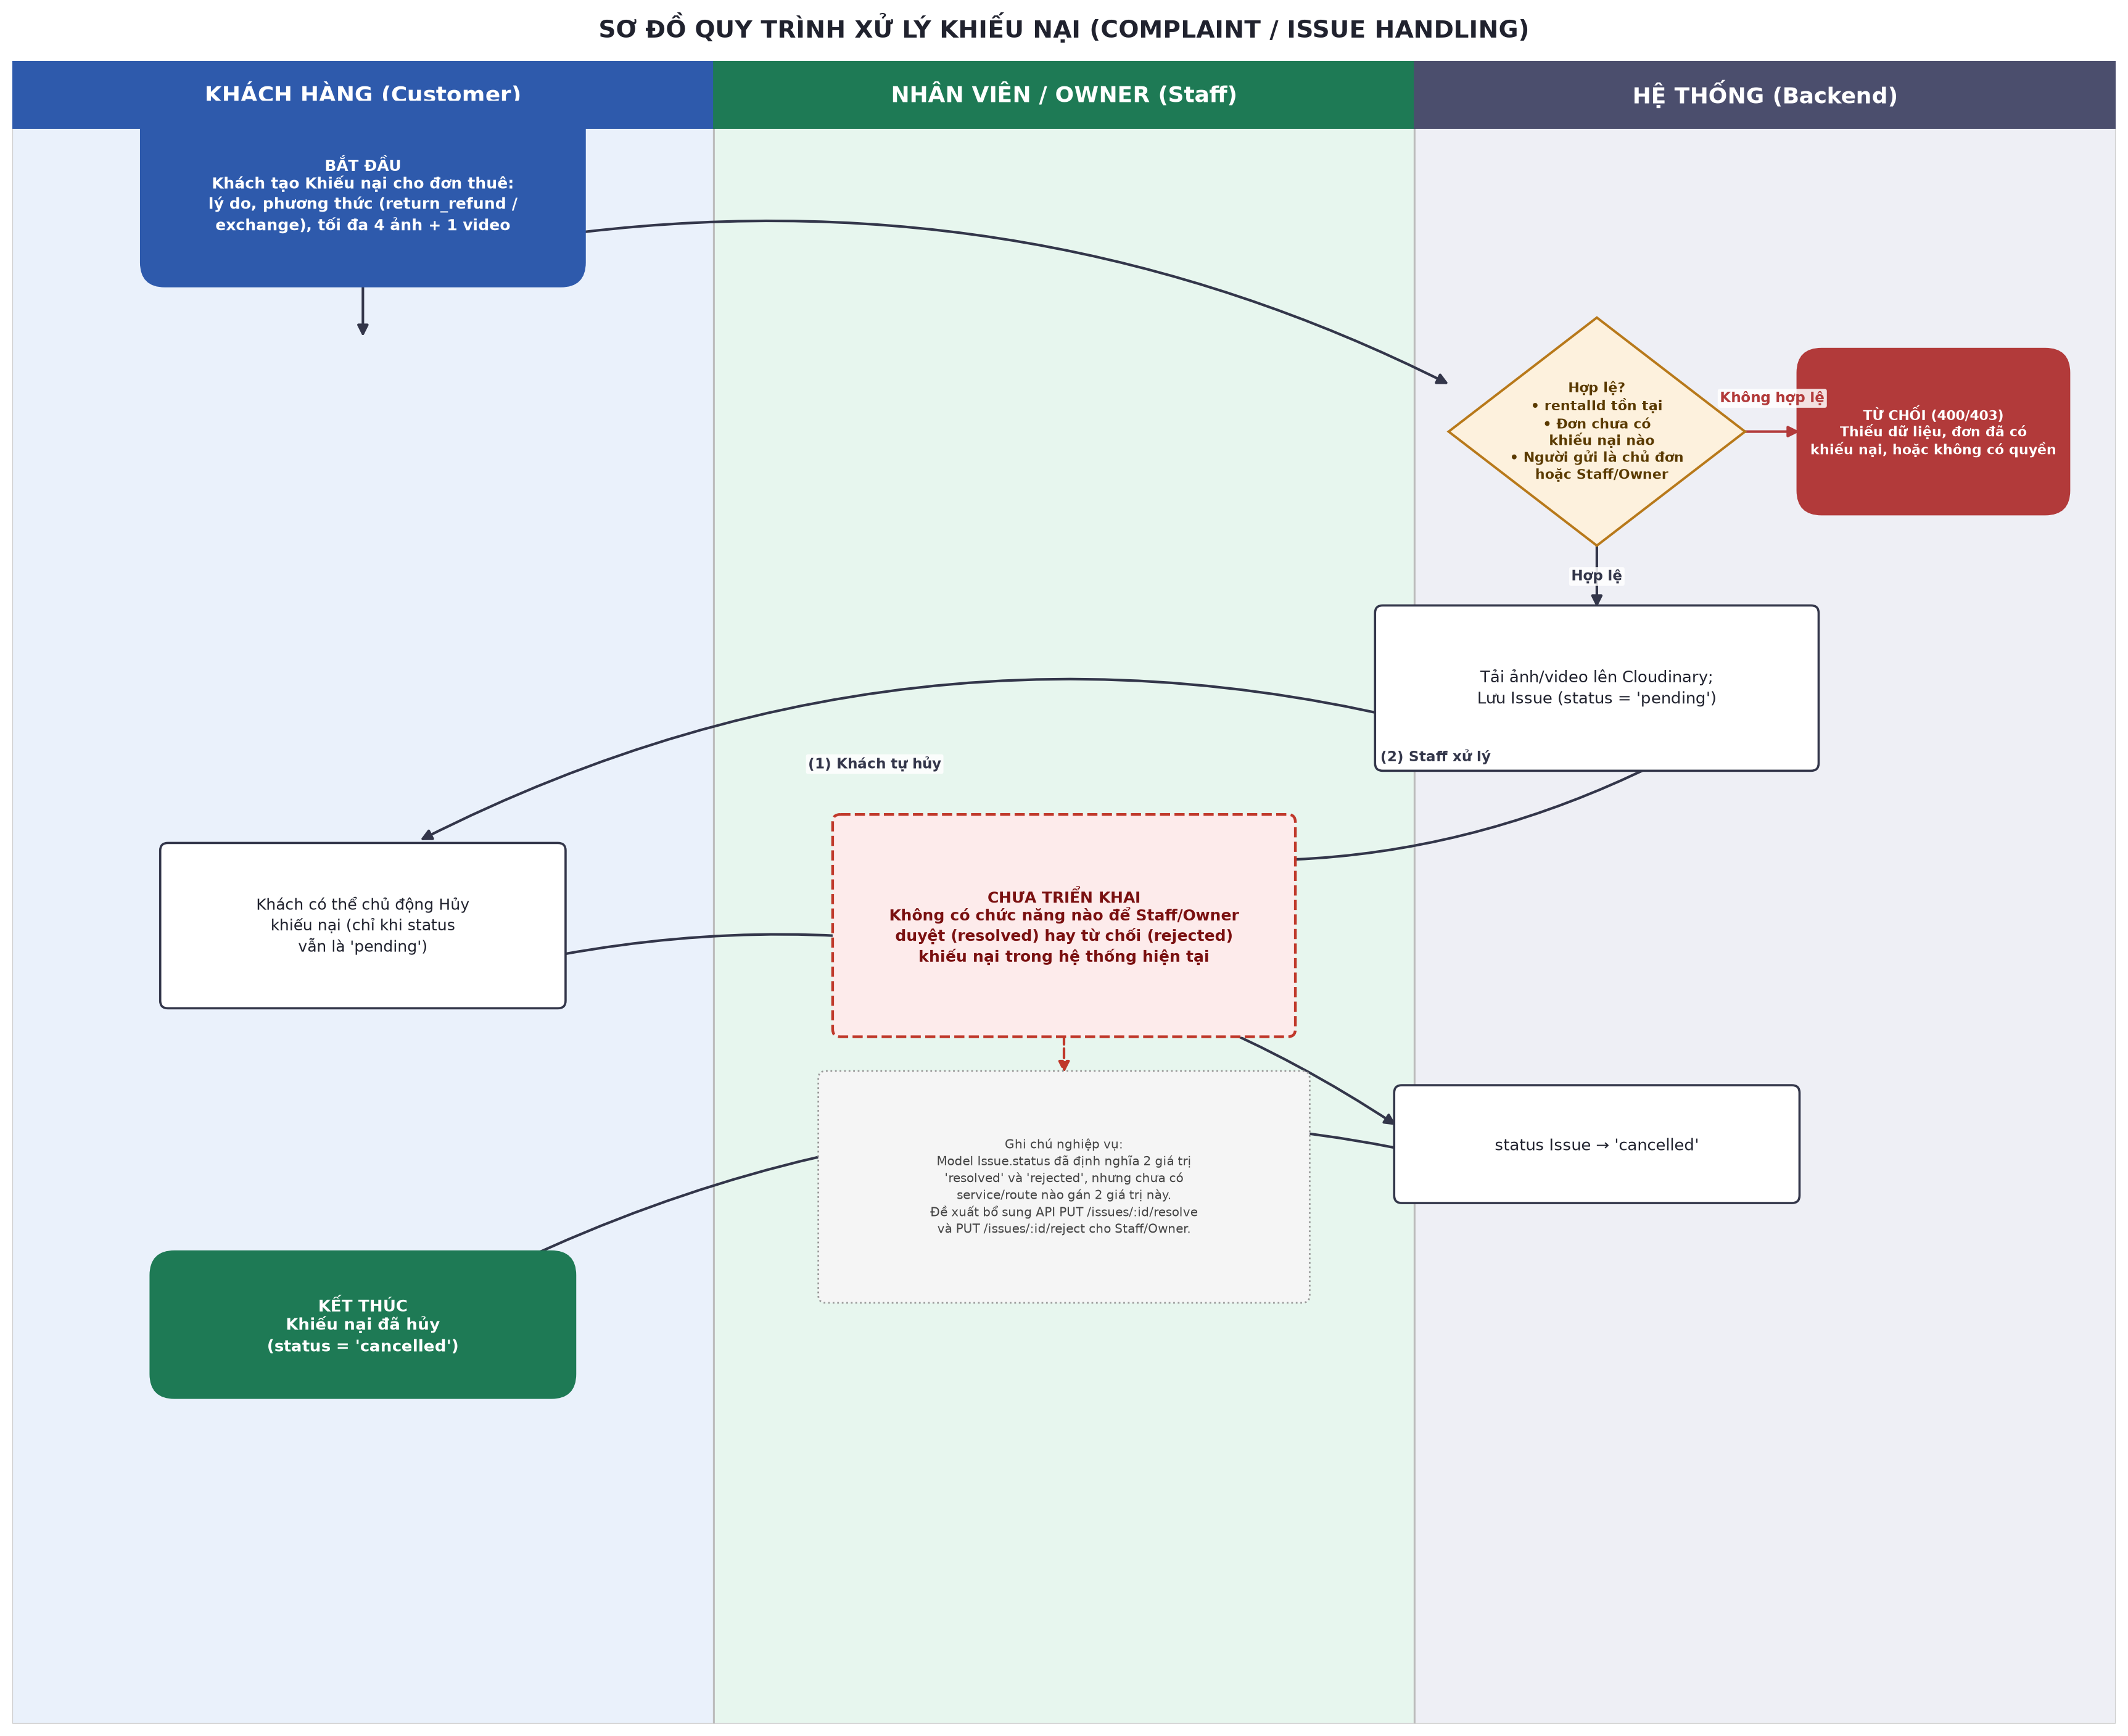 SƠ ĐỒ QUY TRÌNH XỬ LÝ KHIẾU NẠI (COMPLAINT / ISSUE HANDLING)
KHÁCH HÀNG (Customer)
NHÂN VIÊN / OWNER (Staff)
HỆ THỐNG (Backend)
BẮT ĐẦU
Khách tạo Khiếu nại cho đơn thuê:
lý do, phương thức (return_refund /
exchange), tối đa 4 ảnh + 1 video
Hợp lệ?
• rentalId tồn tại
• Đơn chưa có
khiếu nại nào
• Người gửi là chủ đơn
hoặc Staff/Owner
Không hợp lệ
TỪ CHỐI (400/403)
Thiếu dữ liệu, đơn đã có
khiếu nại, hoặc không có quyền
Hợp lệ
Tải ảnh/video lên Cloudinary;
Lưu Issue (status = 'pending')
(1) Khách tự hủy
(2) Staff xử lý
Khách có thể chủ động Hủy
khiếu nại (chỉ khi status
vẫn là 'pending')
CHƯA TRIỂN KHAI
Không có chức năng nào để Staff/Owner
duyệt (resolved) hay từ chối (rejected)
khiếu nại trong hệ thống hiện tại
Ghi chú nghiệp vụ:
Model Issue.status đã định nghĩa 2 giá trị
'resolved' và 'rejected', nhưng chưa có
service/route nào gán 2 giá trị này.
Đề xuất bổ sung API PUT /issues/:id/resolve
và PUT /issues/:id/reject cho Staff/Owner.
status Issue → 'cancelled'
KẾT THÚC
Khiếu nại đã hủy
(status = 'cancelled')